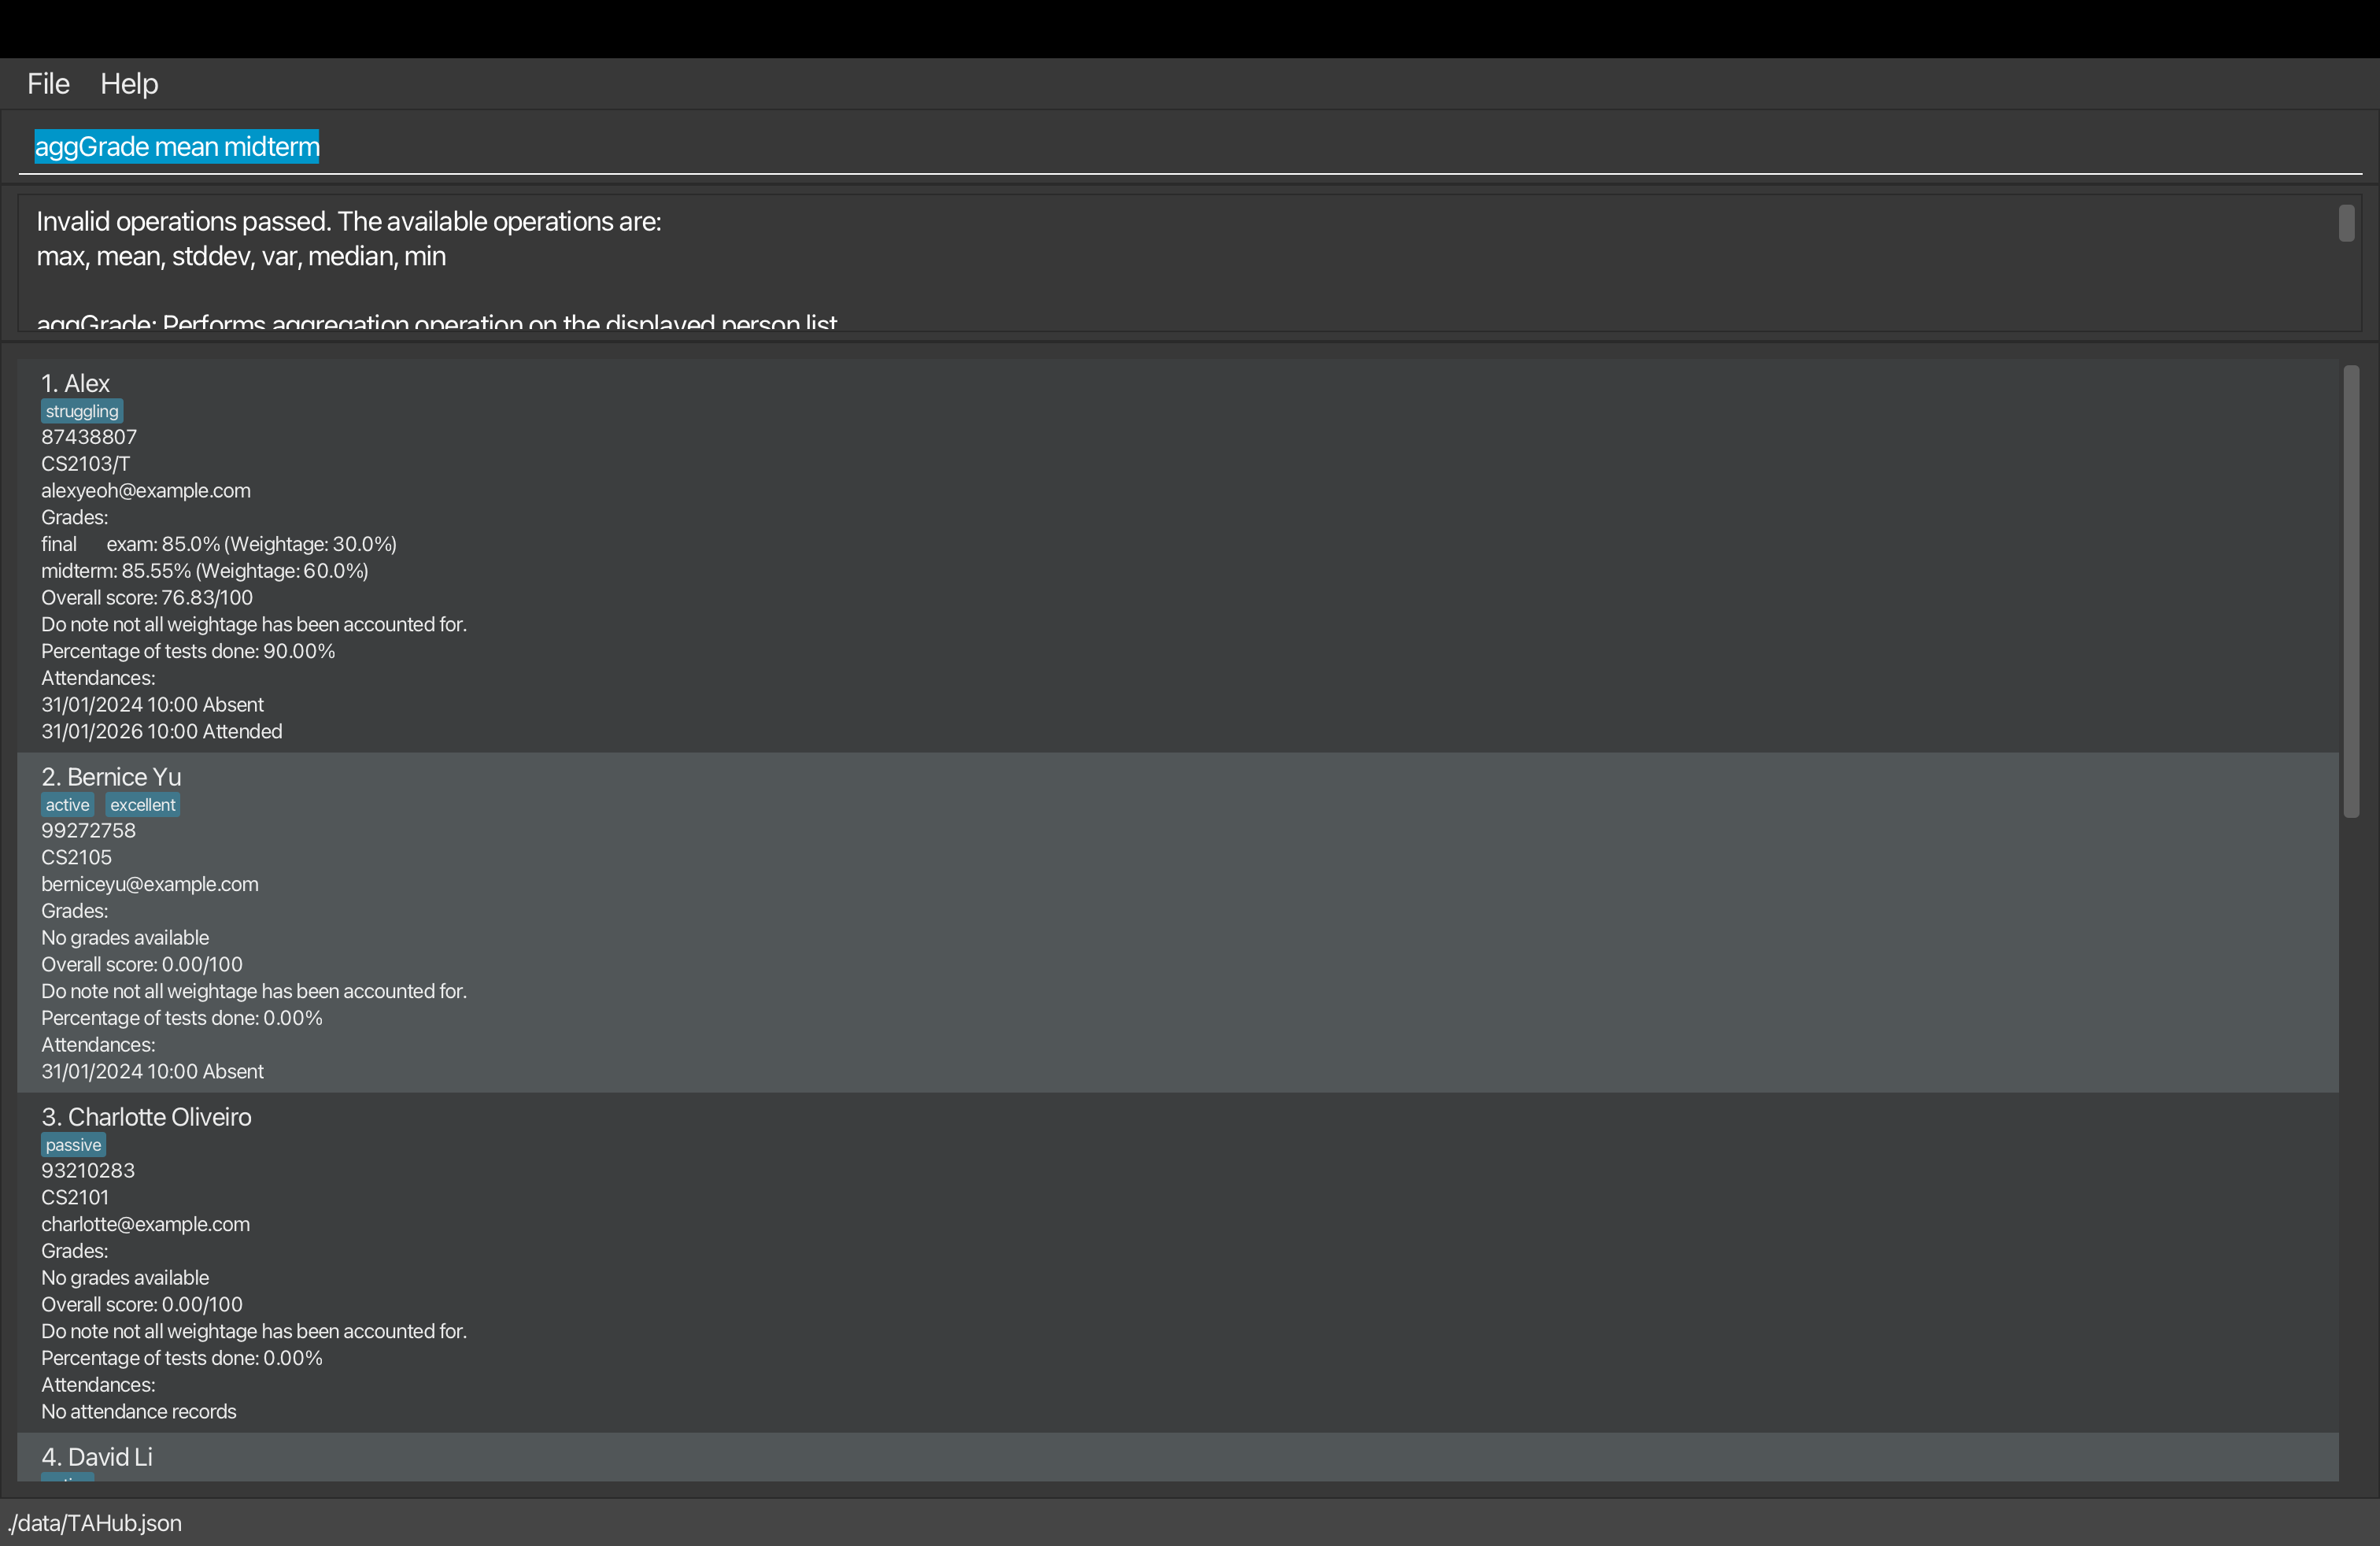 File Help
aggGrade mean midterm
Invalid operations passed. The available operations are:
max, mean, stddev, var, median, min
aggGrade: Performs aggregation operation on the displayed person list
1. Alex
struggling
87438807
CS2103/T
alexyeoh@example.com
Grades:
final exam: 85.0% (Weightage: 30.0%)
midterm: 85.55% (Weightage: 60.0%)
Overall score: 76.83/100
Do note not all weightage has been accounted for.
Percentage of tests done: 90.00%
Attendances:
31/01/2024 10:00 Absent
31/01/2026 10:00 Attended
2. Bernice Yu
active excellent
99272758
CS2105
berniceyu@example.com
Grades:
No grades available
Overall score: 0.00/100
Do note not all weightage has been accounted for.
Percentage of tests done: 0.00%
Attendances:
31/01/2024 10:00 Absent
3. Charlotte Oliveiro
passive
93210283
CS2101
charlotte@example.com
Grades:
No grades available
Overall score: 0.00/100
Do note not all weightage has been accounted for.
Percentage of tests done: 0.00%
Attendances:
No attendance records
4. David Li
./data/TAHub.json